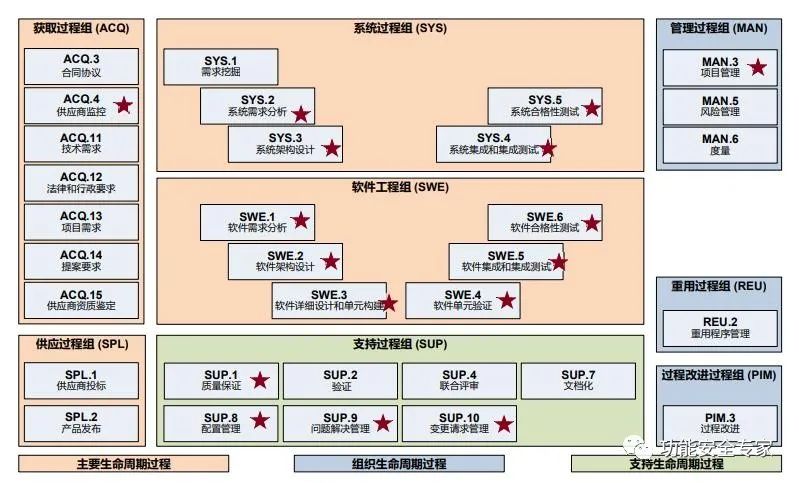 获取过程组 (ACQ)
ACQ.3
合同协议
ACQ.4
供应商监控
ACQ.11
技术需求
ACQ.12
法律和行政要求
ACQ.13
项目需求
ACQ.14
提案要求
ACQ.15
供应商资质鉴定
系统过程组 (SYS)
SYS.1
需求挖掘
SYS.2
系统需求分析
SYS.3
系统架构设计
SYS.5
系统合格性测试
SYS.4
系统集成和集成测试
管理过程组 (MAN)
MAN.3
项目管理
MAN.5
风险管理
MAN.6
度量
软件工程组 (SWE)
SWE.1
软件需求分析
SWE.2
软件架构设计
SWE.3
软件详细设计和单元构建
SWE.6
软件合格性测试
SWE.5
软件集成和集成测试
SWE.4
软件单元验证
重用过程组 (REU)
REU.2
重用程序管理
供应过程组 (SPL)
SPL.1
供应商投标
SPL.2
产品发布
支持过程组 (SUP)
SUP.1
质量保证
SUP.2
验证
SUP.4
联合评审
SUP.7
文档化
SUP.8
配置管理
SUP.9
问题解决管理
SUP.10
变更请求管理
过程改进过程组 (PIM)
PIM.3
过程改进
功能安全专家
主要生命周期过程
组织生命周期过程
支持生命周期过程